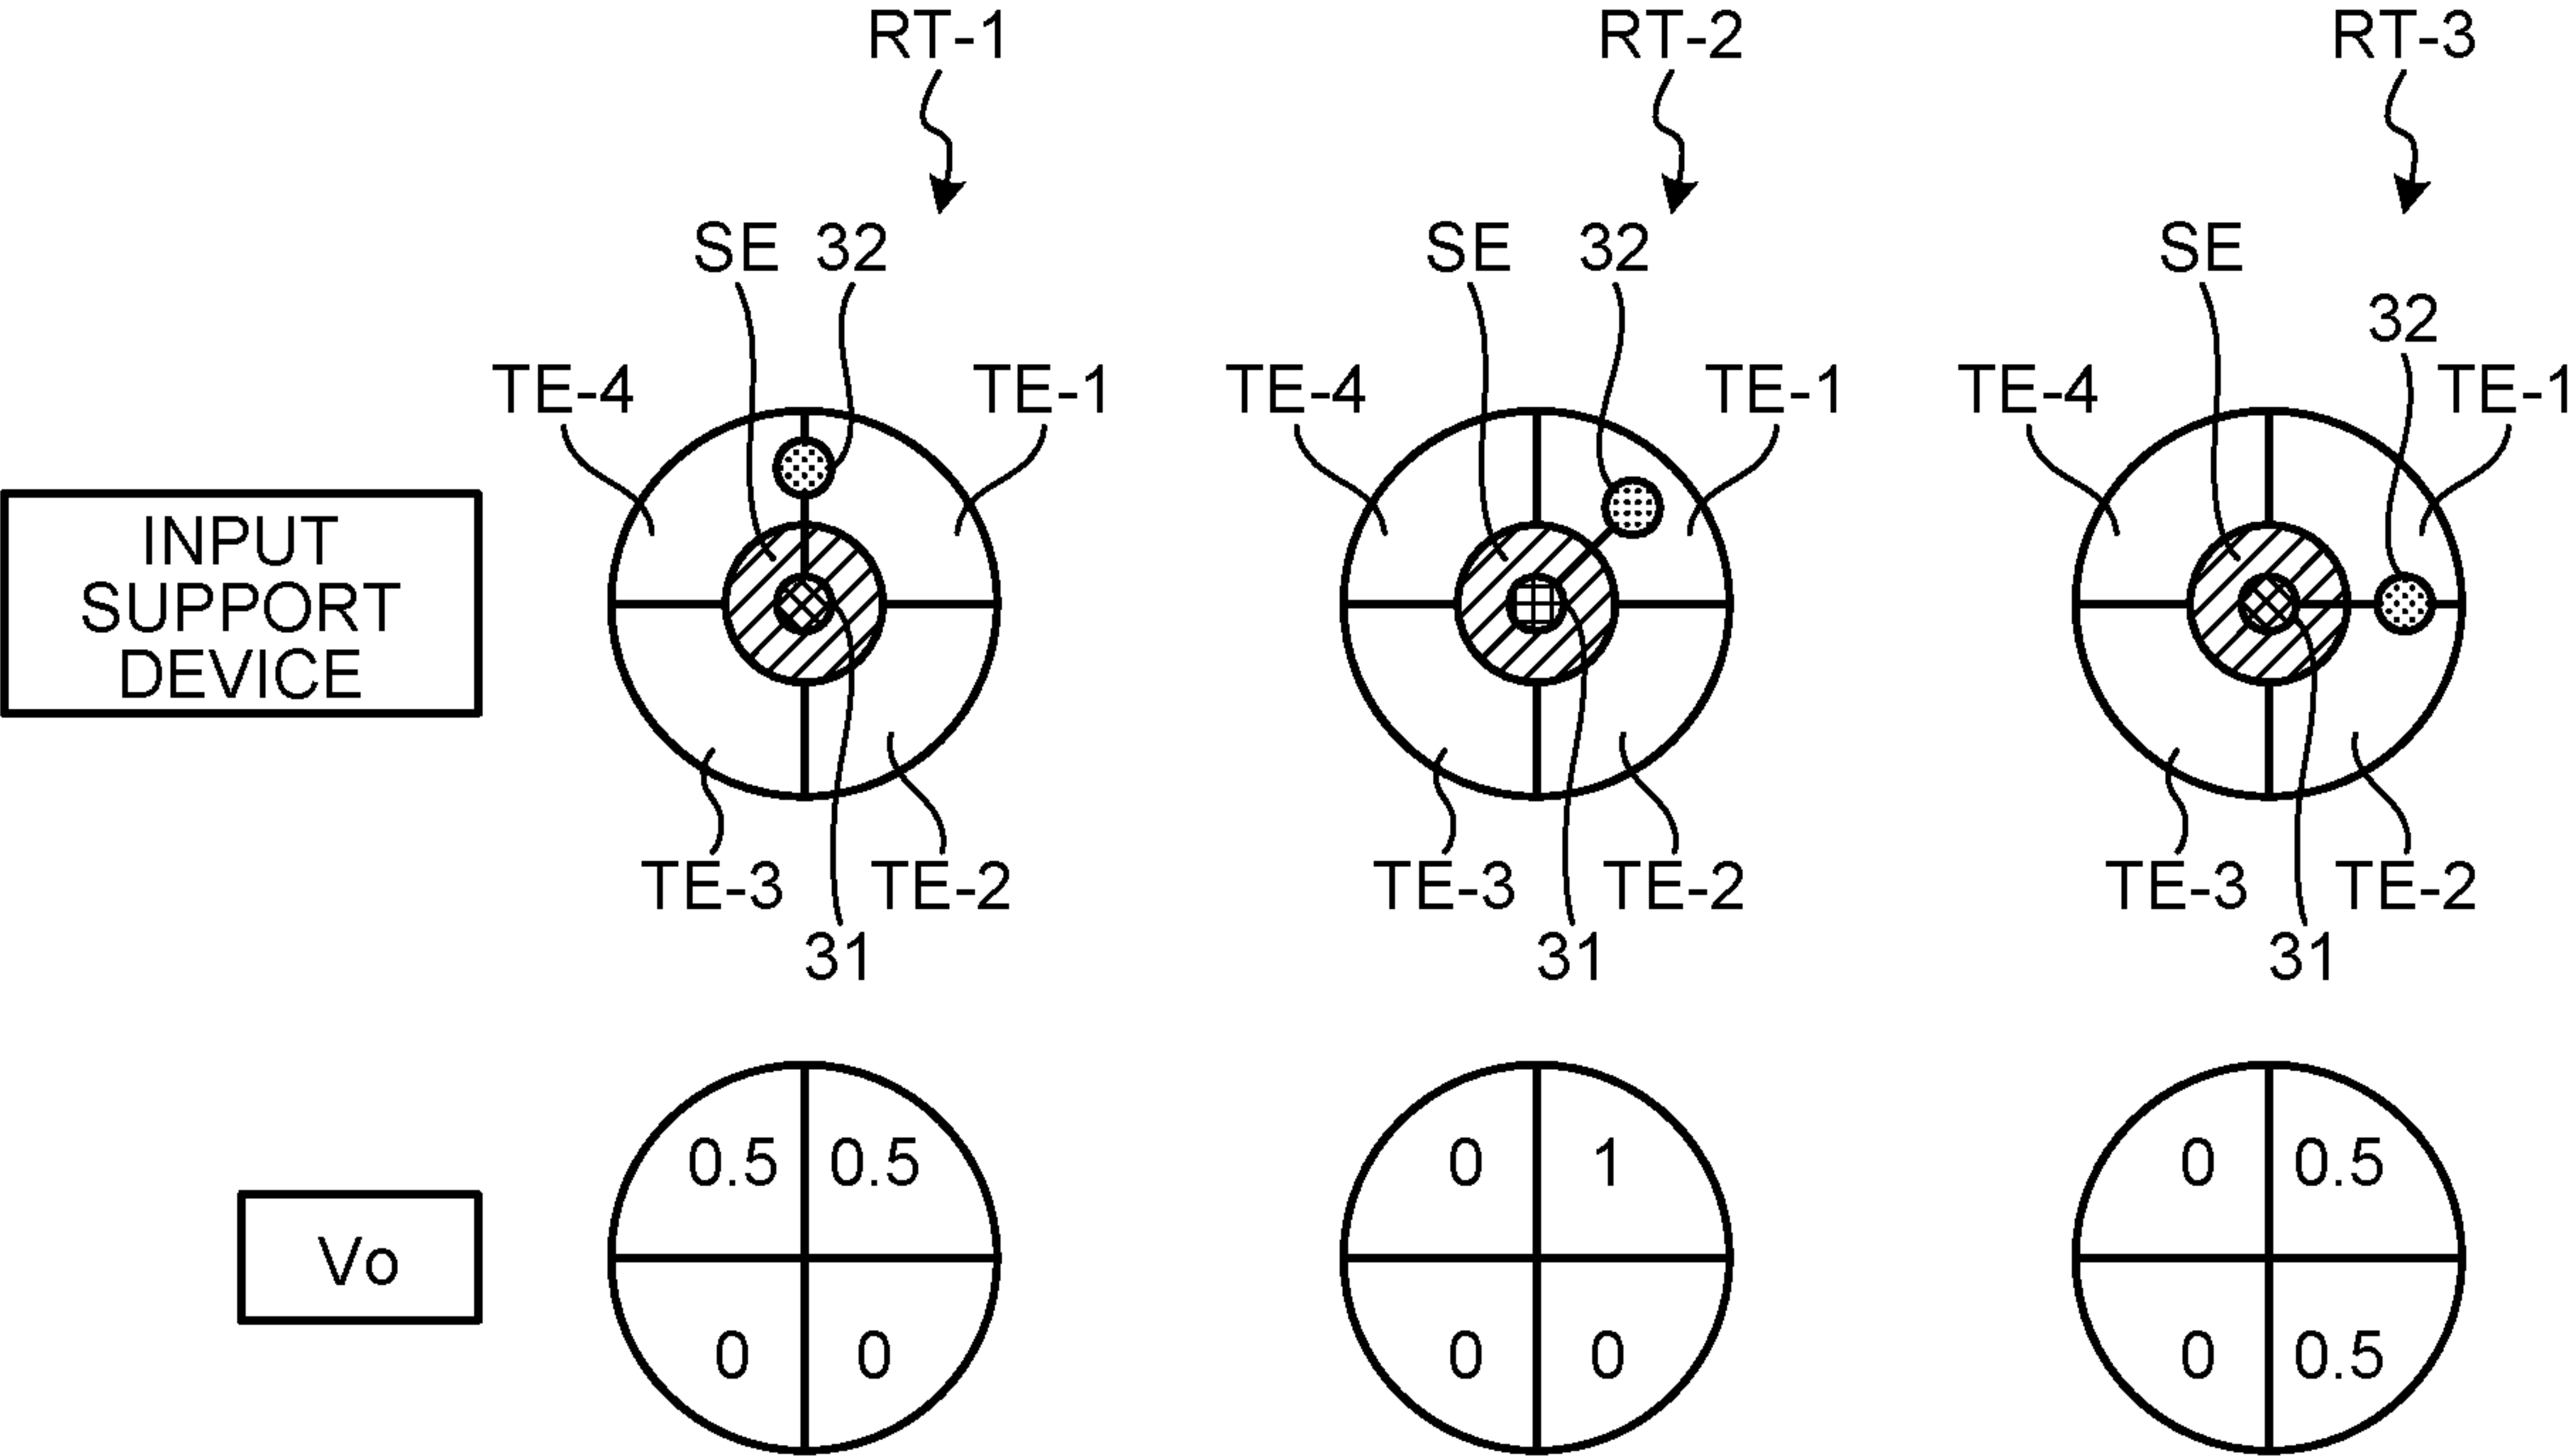 RT-1 RT-2 RT-3
SE 32 SE 32 SE
32
TE-4 TE-1 TE-4 TE-1 TE-4 TE-1
INPUT
SUPPORT
DEVICE
TE-3 TE-2 TE-3 TE-2 TE-3 TE-2
31 31 31
0.5 0.5 0 1 0 0.5
Vo
0 0 0 0 0 0.5